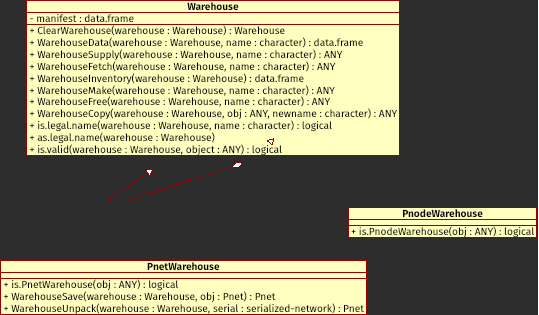 Warehouse
- manifest : data.frame
+ ClearWarehouse(warehouse : Warehouse) : Warehouse
+ WarehouseData(warehouse : Warehouse, name : character) : data.frame
+ WarehouseSupply(warehouse : Warehouse, name : character) : ANY
+ WarehouseFetch(warehouse : Warehouse, name : character) : ANY
+ WarehouseInventory(warehouse : Warehouse) : data.frame
+ WarehouseMake(warehouse : Warehouse, name : character) : ANY
+ WarehouseFree(warehouse : Warehouse, name : character) : ANY
+ WarehouseCopy(warehouse : Warehouse, obj : ANY, newname : character) : ANY
+ is.legal.name(warehouse : Warehouse, name : character) : logical
+ as.legal.name(warehouse : Warehouse)
+ is.valid(warehouse : Warehouse, object : ANY) : logical
PnodeWarehouse
+ is.PnodeWarehouse(obj : ANY) : logical
PnetWarehouse
+ is.PnetWarehouse(obj : ANY) : logical
+ WarehouseSave(warehouse : Warehouse, obj : Pnet) : Pnet
+ WarehouseUnpack(warehouse : Warehouse, serial : serialized-network) : Pnet